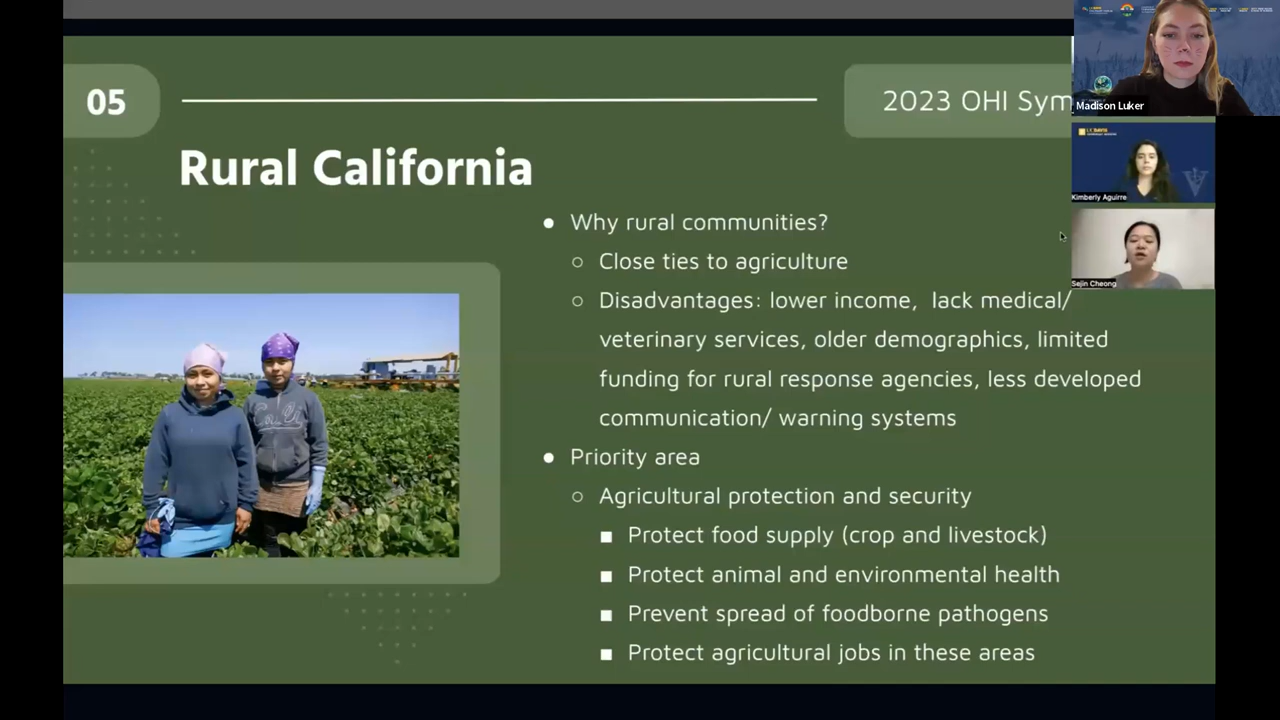 05
2023 OHI Sym
Madison Luker
Rural California
UC DAVIS
Kimberly Aguirre
Sejin Cheong
● Why rural communities?
○ Close ties to agriculture
○ Disadvantages: lower income, lack medical/
veterinary services, older demographics, limited
funding for rural response agencies, less developed
communication/ warning systems
● Priority area
○ Agricultural protection and security
■ Protect food supply (crop and livestock)
■ Protect animal and environmental health
■ Prevent spread of foodborne pathogens
■ Protect agricultural jobs in these areas
Cali